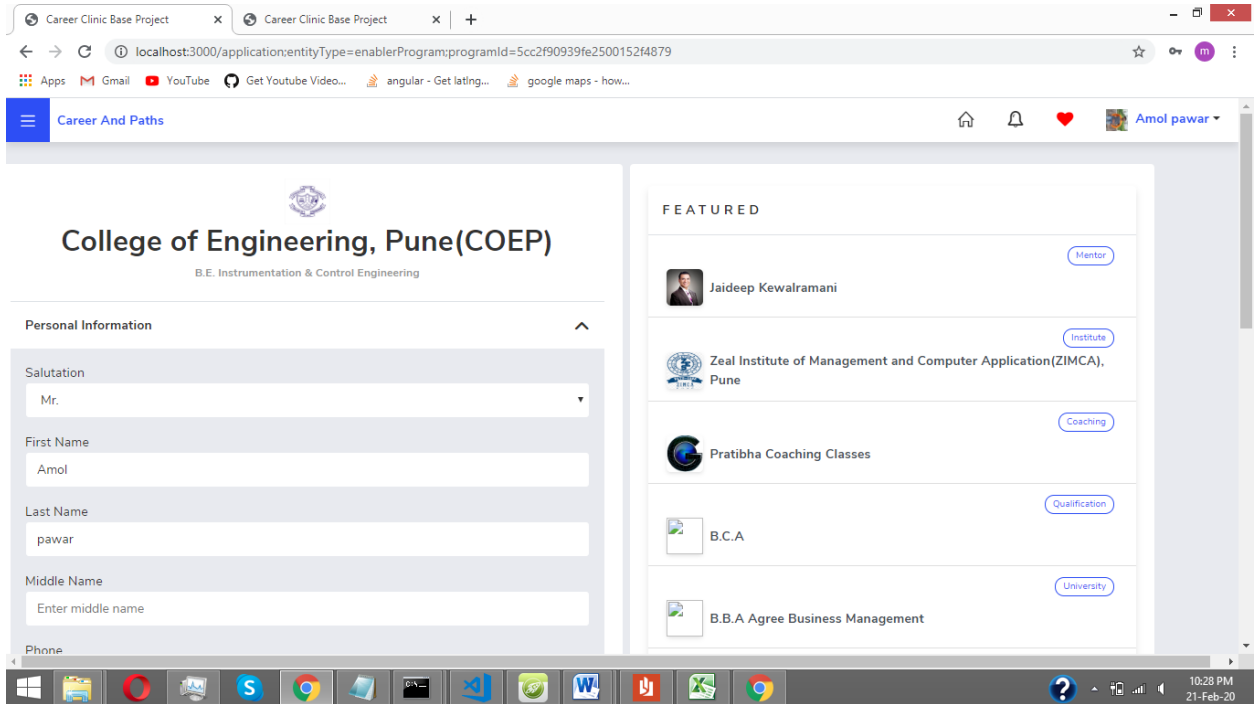 Career Clinic Base Project
Career Clinic Base Project
localhost:3000/application;entityType=enablerProgram;programId=5cc2f90939fe2500152f4879
m
Apps
Gmail
YouTube
Get Youtube Video...
angular - Get latlng...
google maps - how...
Career And Paths
Amol pawar
College of Engineering, Pune(COEP)
B.E. Instrumentation & Control Engineering
Personal Information
Salutation
Mr.
First Name
Amol
Last Name
pawar
Middle Name
Enter middle name
Phone
FEATURED
Mentor
Jaideep Kewalramani
Institute
Zeal Institute of Management and Computer Application(ZIMCA),
Pune
Coaching
Pratibha Coaching Classes
Qualification
B.C.A
University
B.B.A Agree Business Management
10:28 PM
21-Feb-20